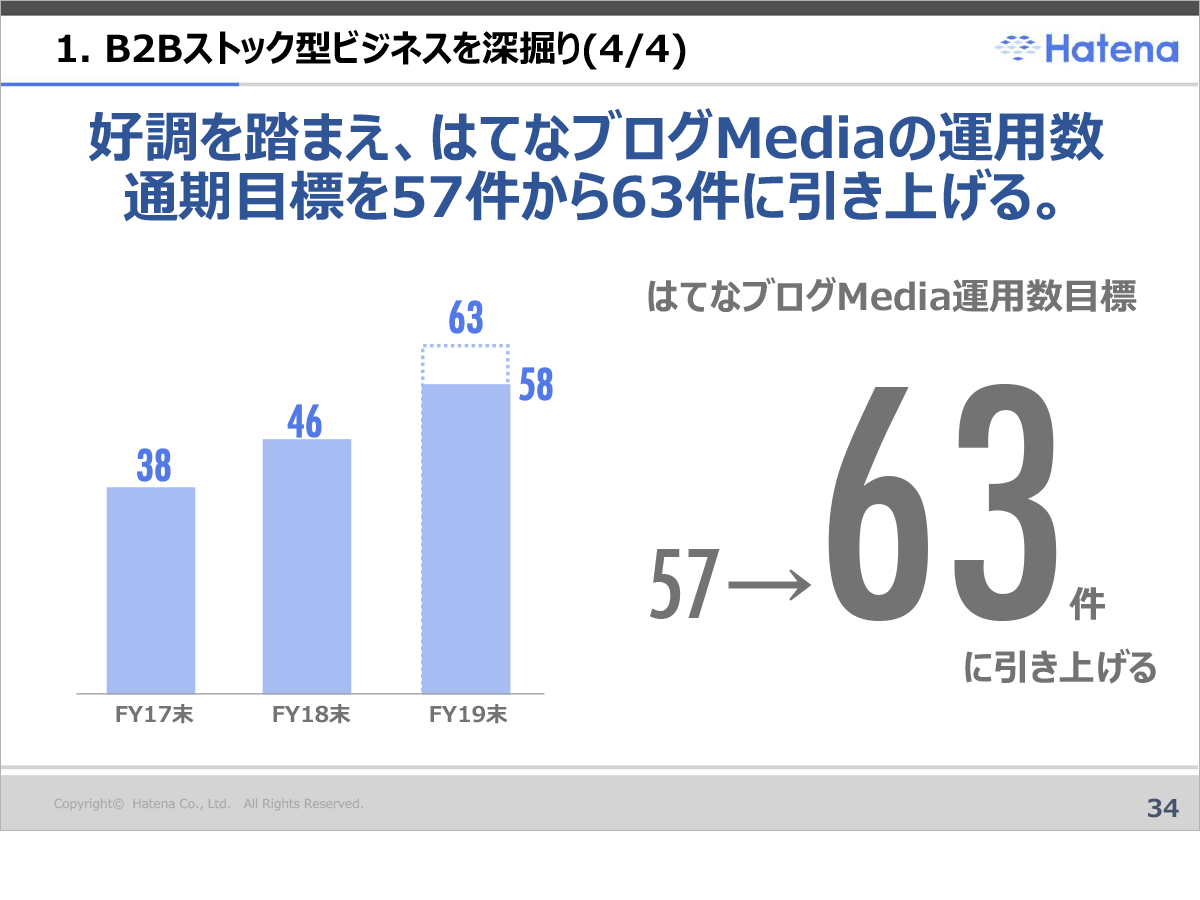 1. B2Bストック型ビジネスを深掘り(4/4)
Hatena
好調を踏まえ、はてなブログMediaの運用数
通期目標を57件から63件に引き上げる。
はてなブログMedia運用数目標
63
58
46
38
FY17末
FY18末
FY19末
57→63件
に引き上げる
Copyright© Hatena Co., Ltd. All Rights Reserved.
34